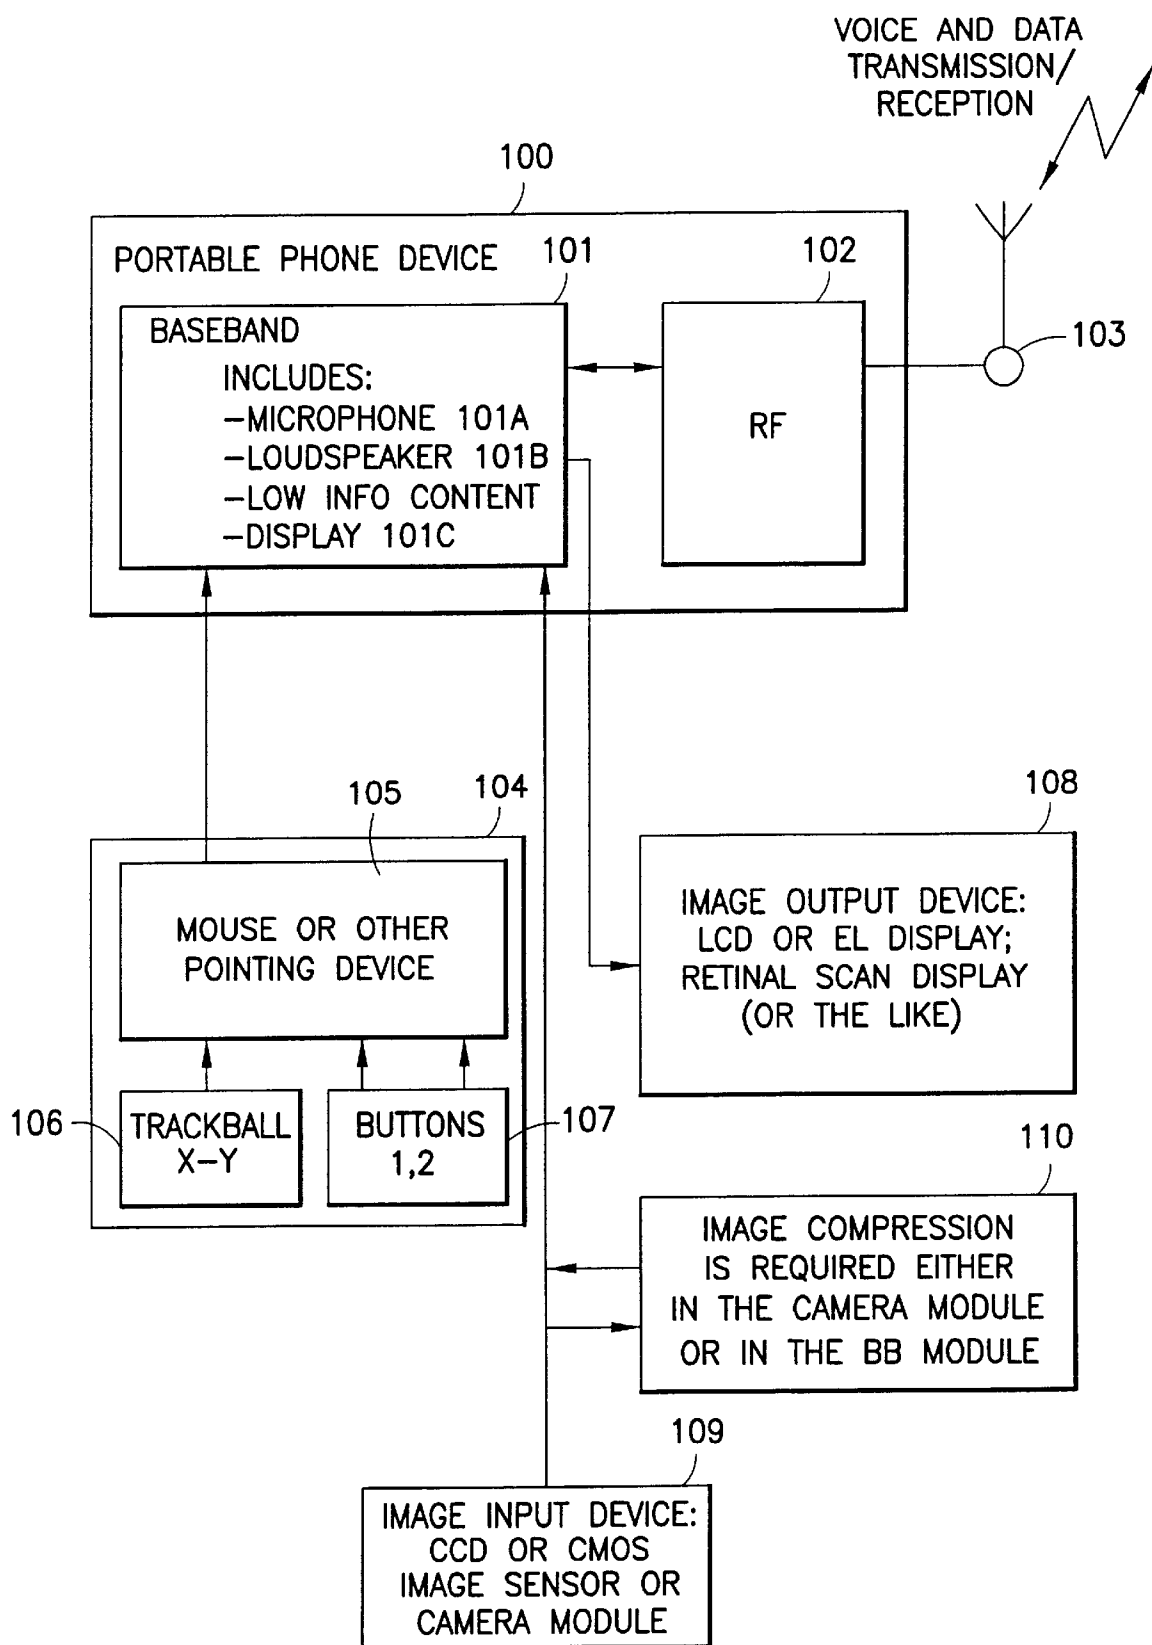 VOICE AND DATA
TRANSMISSION/
RECEPTION
100
PORTABLE PHONE DEVICE
101
102
103
BASEBAND
INCLUDES:
-MICROPHONE 101A
-LOUDSPEAKER 101B
-LOW INFO CONTENT
-DISPLAY 101C
RF
104
105
MOUSE OR OTHER
POINTING DEVICE
106
TRACKBALL
X-Y
BUTTONS
1,2
107
108
IMAGE OUTPUT DEVICE:
LCD OR EL DISPLAY;
RETINAL SCAN DISPLAY
(OR THE LIKE)
110
IMAGE COMPRESSION
IS REQUIRED EITHER
IN THE CAMERA MODULE
OR IN THE BB MODULE
109
IMAGE INPUT DEVICE:
CCD OR CMOS
IMAGE SENSOR OR
CAMERA MODULE